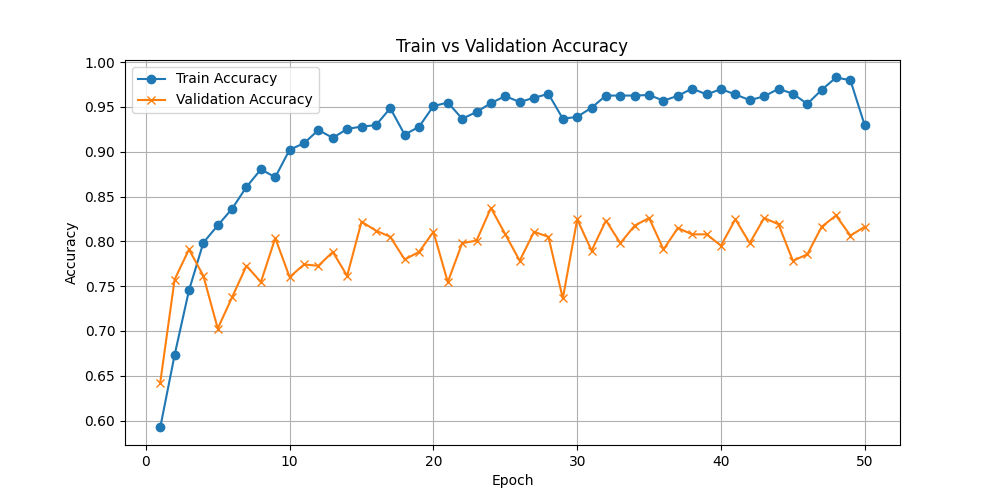 Train vs Validation Accuracy
1.00
Train Accuracy
Validation Accuracy
0.95
0.90
0.85
0.80
0.75
0.70
0.65
0.60
Accuracy
0 10 20 30 40 50
Epoch